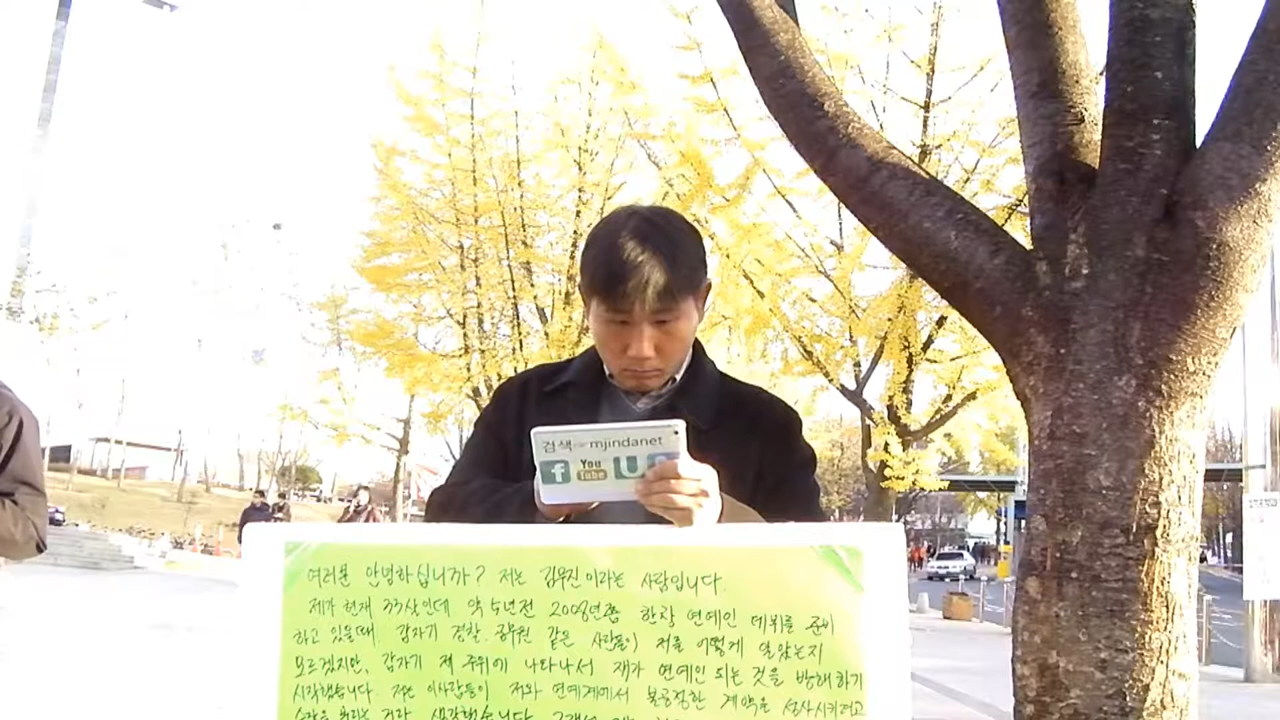 검색 mjindanet
f You Tube U
여러분 안녕하십니까? 저는 김우진이라는 사람입니다.
제가 현재 33살인데 약 5년전 2008년쯤 한창 연예인 데뷔를 준비
하고 있을때 갑자기 경찰, 공무원 같은 사람들이 저를 어떻게 알았는지
모르겠지만, 갑자기 제 주위에 나타나서 제가 연예인 되는 것을 방해하기
시작했습니다. 저는 이사람들이 저와 연예계에서 불공정한 계약을 성사시키려고
생각했습니다.